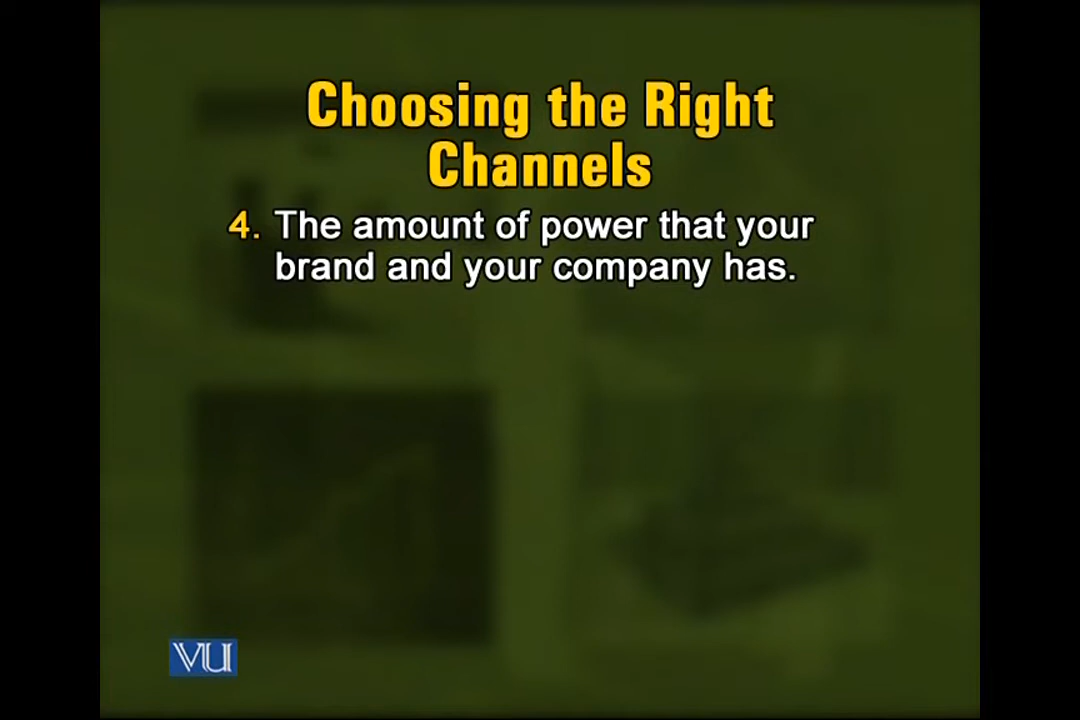 Choosing the Right
Channels
4. The amount of power that your
brand and your company has.
VU